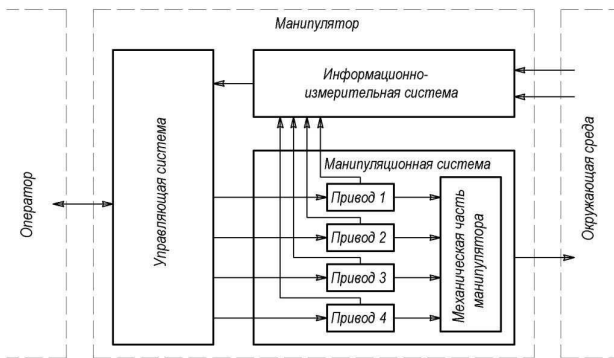 Манипулятор
Оператор
Управляющая система
Информационно-
измерительная система
Манипуляционная система
Привод 1
Привод 2
Привод 3
Привод 4
Механическая часть
манипулятора
Окружающая среда